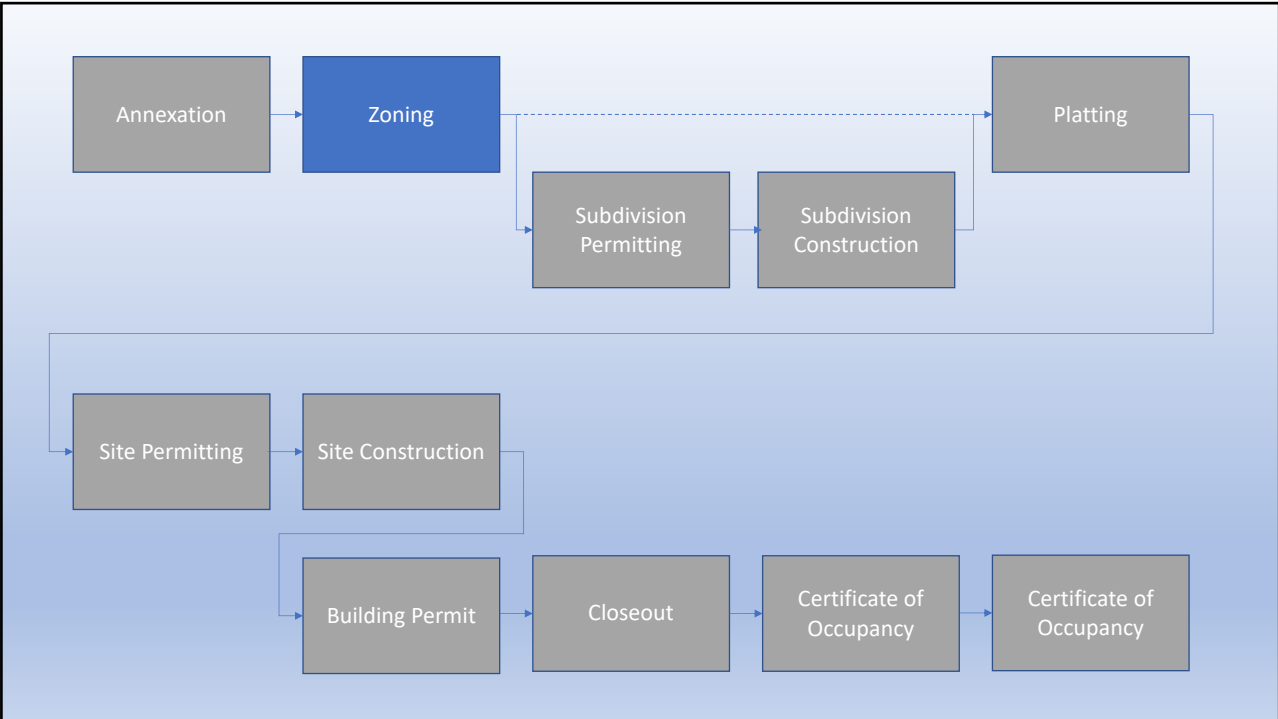 Annexation
Zoning
Platting
Subdivision
Permitting
Subdivision
Construction
Site Permitting
Site Construction
Building Permit
Closeout
Certificate of
Occupancy
Certificate of
Occupancy